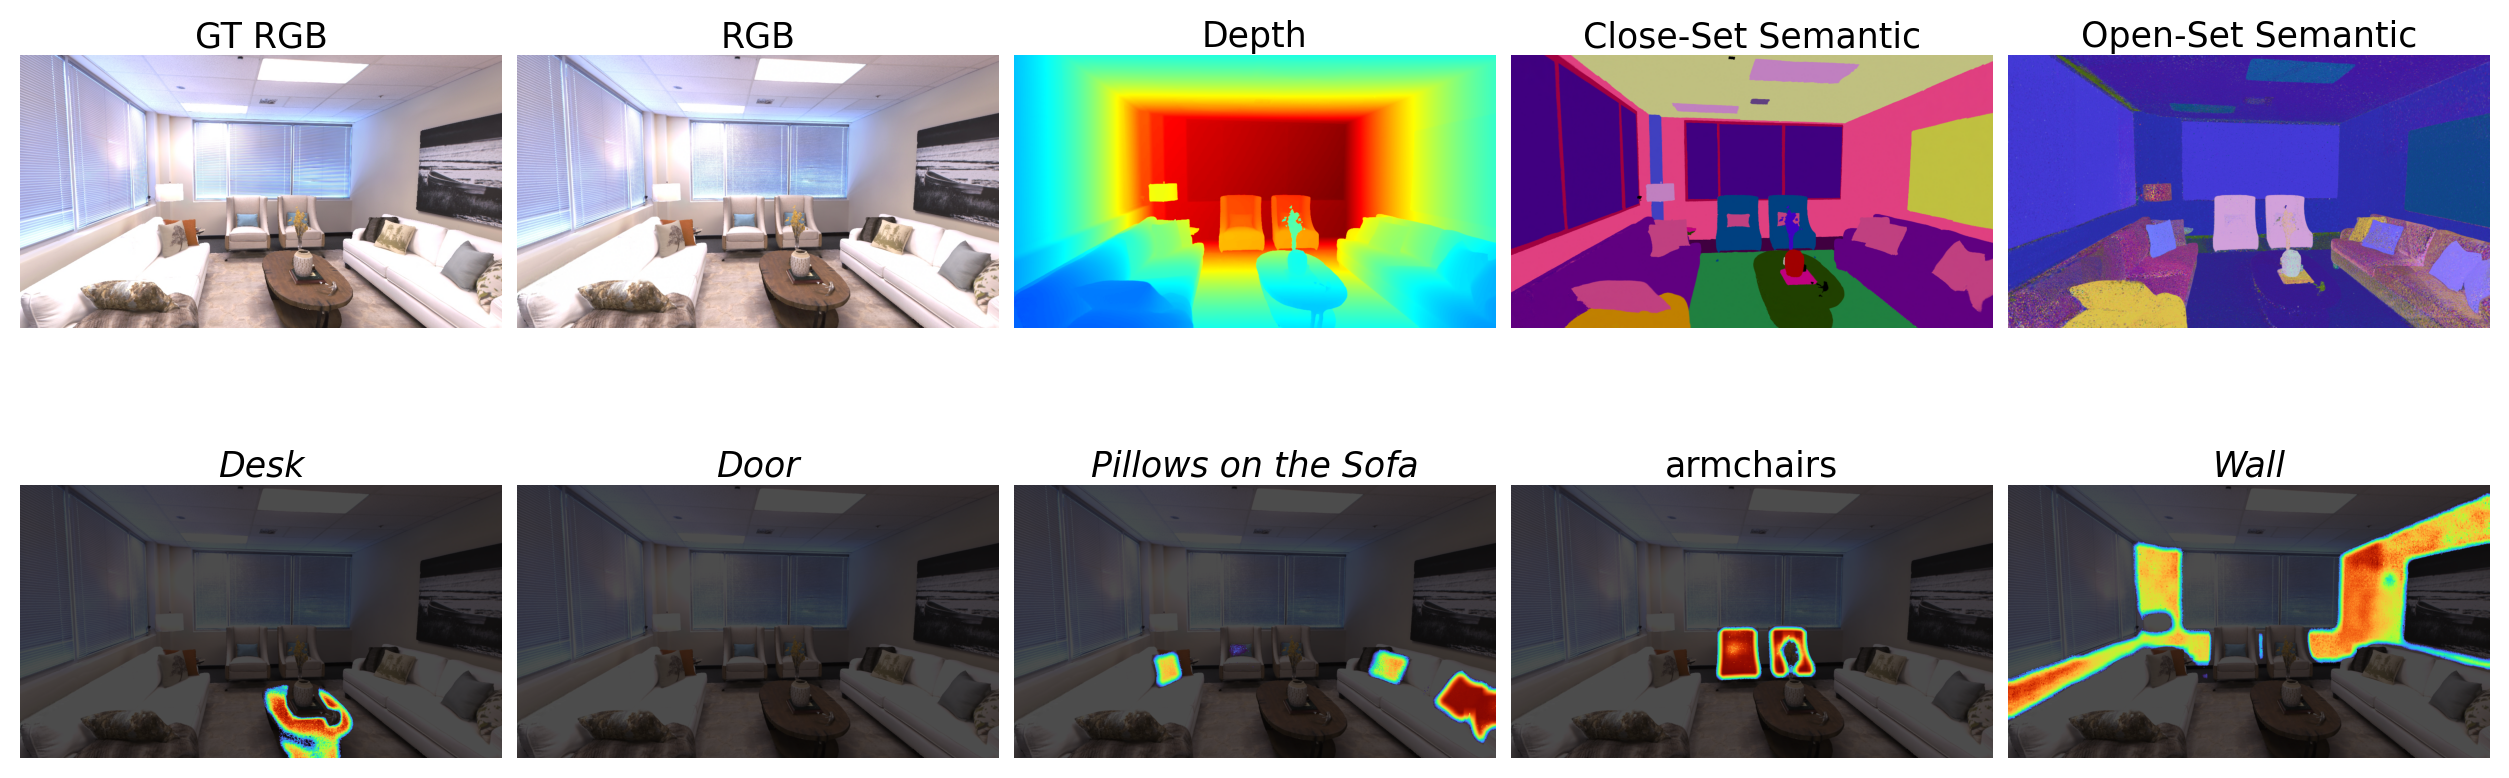 GT RGB
RGB
Depth
Close-Set Semantic
Open-Set Semantic
Desk
Door
Pillows on the Sofa
armchairs
Wall